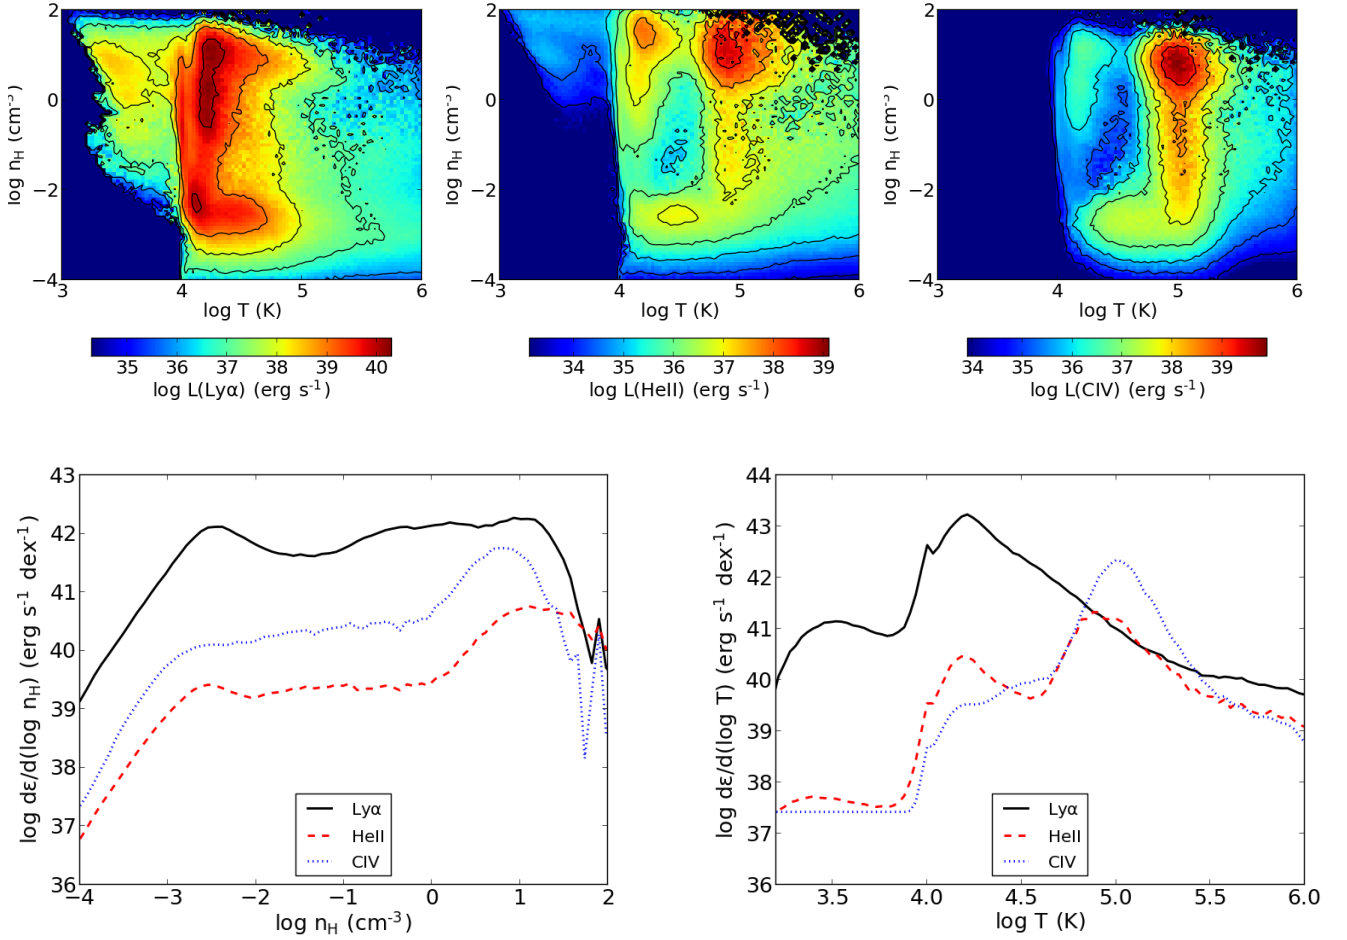 2
0
−2
−4
log nH (cm-3)
3
4
5
6
log T (K)
35 36 37 38 39 40
log L(Lyα) (erg s-1)
2
0
−2
−4
log nH (cm-3)
3
4
5
6
log T (K)
34 35 36 37 38 39
log L(HeII) (erg s-1)
2
0
−2
−4
log nH (cm-3)
3
4
5
6
log T (K)
34 35 36 37 38 39
log L(CIV) (erg s-1)
43
42
41
40
39
38
37
36
log dε/d(log nH) (erg s-1 dex-1)
−4 −3 −2 −1 0 1 2
log nH (cm-3)
Lyα
HeII
CIV
44
43
42
41
40
39
38
37
36
log dε/d(log T) (erg s-1 dex-1)
3.5 4.0 4.5 5.0 5.5 6.0
log T (K)
Lyα
HeII
CIV